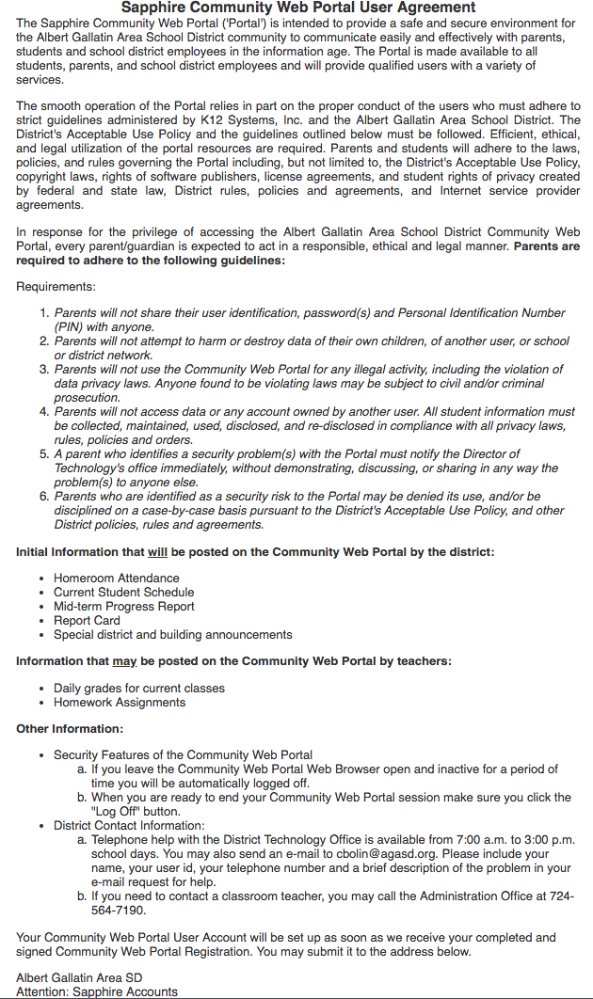 Sapphire Community Web Portal User Agreement
The Sapphire Community Web Portal ('Portal') is intended to provide a safe and secure environment for
the Albert Gallatin Area School District community to communicate easily and effectively with parents,
students and school district employees in the information age. The Portal is made available to all
students, parents, and school district employees and will provide qualified users with a variety of
services.
The smooth operation of the Portal relies in part on the proper conduct of the users who must adhere to
strict guidelines administered by K12 Systems, Inc. and the Albert Gallatin Area School District. The
District's Acceptable Use Policy and the guidelines outlined below must be followed. Efficient, ethical,
and legal utilization of the portal resources are required. Parents and students will adhere to the laws,
policies, and rules governing the Portal including, but not limited to, the District's Acceptable Use Policy,
copyright laws, rights of software publishers, license agreements, and student rights of privacy created
by federal and state law, District rules, policies and agreements, and Internet service provider
agreements.
In response for the privilege of accessing the Albert Gallatin Area School District Community Web
Portal, every parent/guardian is expected to act in a responsible, ethical and legal manner. Parents are
required to adhere to the following guidelines:
Requirements:
1. Parents will not share their user identification, password(s) and Personal Identification Number
(PIN) with anyone.
2. Parents will not attempt to harm or destroy data of their own children, of another user, or school
or district network.
3. Parents will not use the Community Web Portal for any illegal activity, including the violation of
data privacy laws. Anyone found to be violating laws may be subject to civil and/or criminal
prosecution.
4. Parents will not access data or any account owned by another user. All student information must
be collected, maintained, used, disclosed, and re-disclosed in compliance with all privacy laws,
rules, policies and orders.
5. A parent who identifies a security problem(s) with the Portal must notify the Director of
Technology's office immediately, without demonstrating, discussing, or sharing in any way the
problem(s) to anyone else.
6. Parents who are identified as a security risk to the Portal may be denied its use, and/or be
disciplined on a case-by-case basis pursuant to the District's Acceptable Use Policy, and other
District policies, rules and agreements.
Initial Information that will be posted on the Community Web Portal by the district:
• Homeroom Attendance
• Current Student Schedule
• Mid-term Progress Report
• Report Card
• Special district and building announcements
Information that may be posted on the Community Web Portal by teachers:
• Daily grades for current classes
• Homework Assignments
Other Information:
• Security Features of the Community Web Portal
a. If you leave the Community Web Portal Web Browser open and inactive for a period of
time you will be automatically logged off.
b. When you are ready to end your Community Web Portal session make sure you click the
"Log Off" button.
• District Contact Information:
a. Telephone help with the District Technology Office is available from 7:00 a.m. to 3:00 p.m.
school days. You may also send an e-mail to cbolin@agasd.org. Please include your
name, your user id, your telephone number and a brief description of the problem in your
e-mail request for help.
b. If you need to contact a classroom teacher, you may call the Administration Office at 724-
564-7190.
Your Community Web Portal User Account will be set up as soon as we receive your completed and
signed Community Web Portal Registration. You may submit it to the address below.
Albert Gallatin Area SD
Attention: Sapphire Accounts